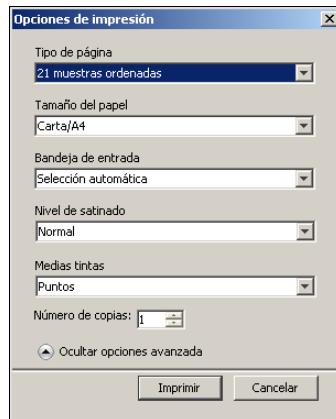 Opciones de impresión
Tipo de página
21 muestras ordenadas
Tamaño del papel
Carta/A4
Bandeja de entrada
Selección automática
Nivel de satinado
Normal
Medias tintas
Puntos
Número de copias: 1
Ocultar opciones avanzada
Imprimir Cancelar